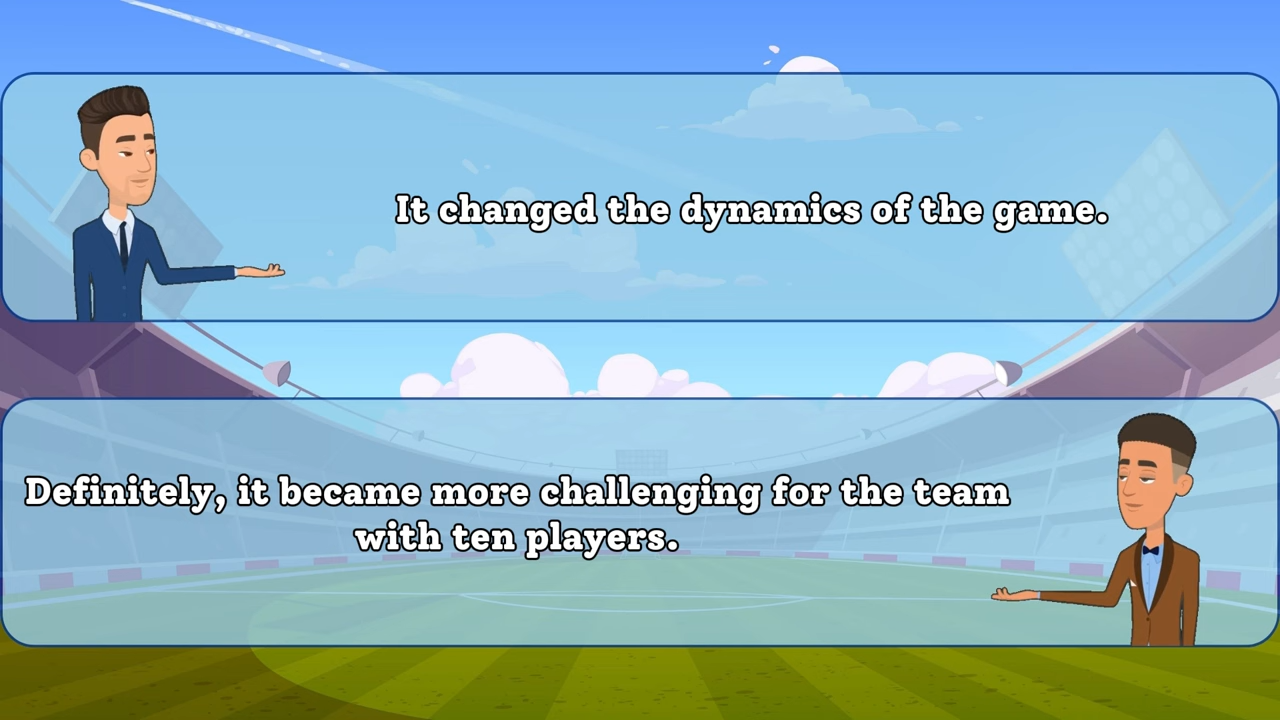 It changed the dynamics of the game.
Definitely, it became more challenging for the team
with ten players.